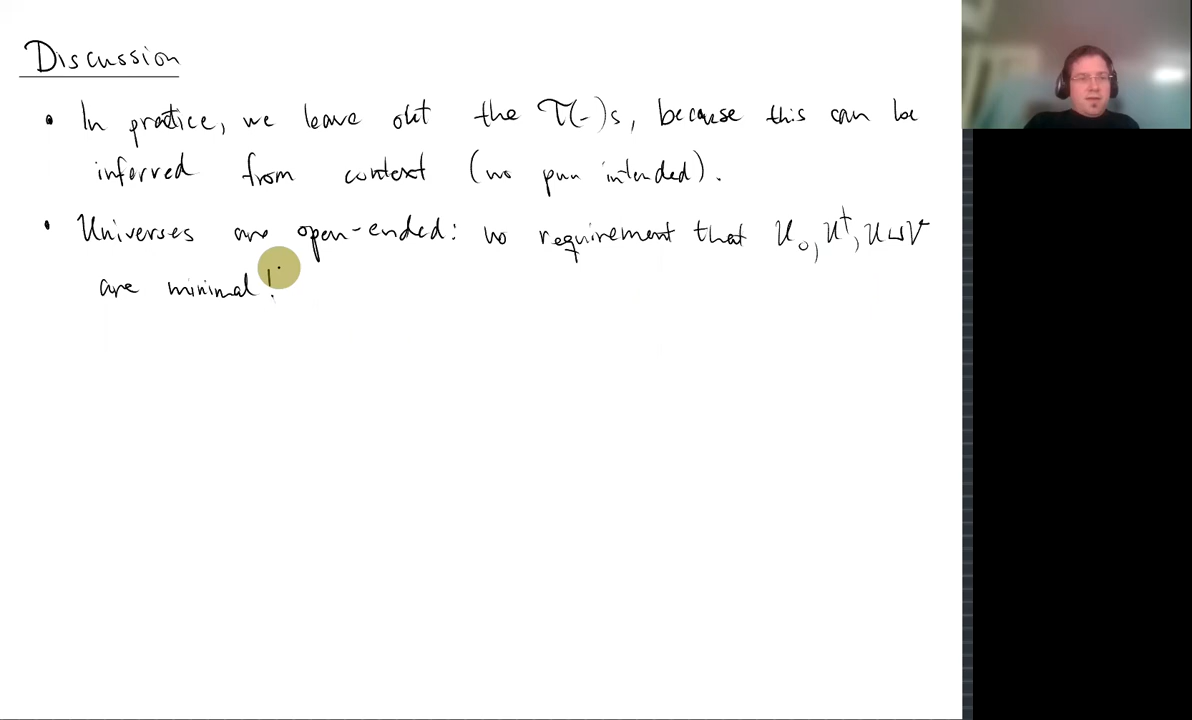 Discussion
• In practice, we leave out the T(-)s, because this can be
inferred from context (no pun intended).
• Universes are open-ended: no requirement that U₀, U⁺, U⊔V
are minimal!